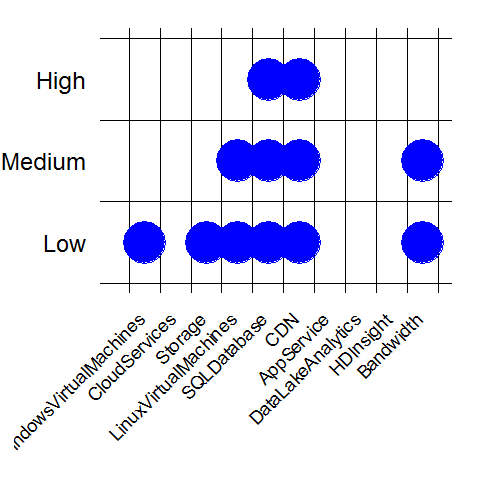 High
Medium
Low
ndowsVirtualMachines
CloudServices
Storage
LinuxVirtualMachines
SQLDatabase
CDN
AppService
DataLakeAnalytics
HDInsight
Bandwidth